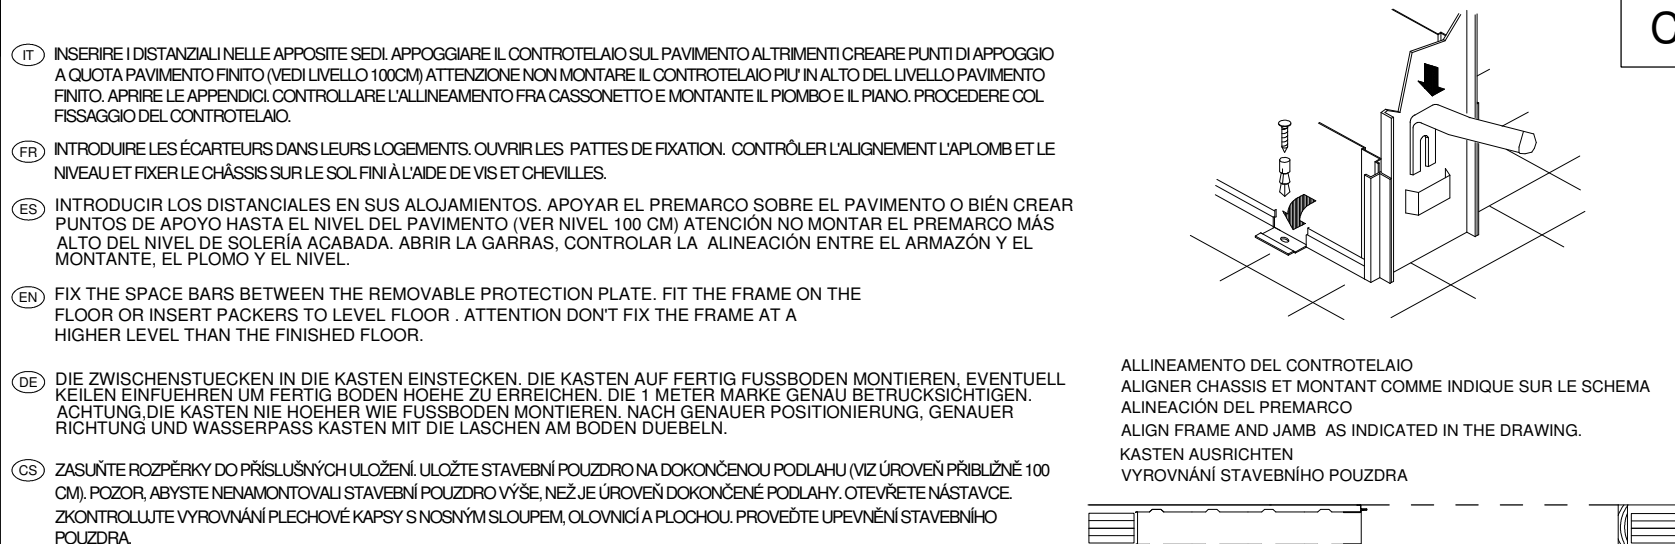 C
IT INSERIRE I DISTANZIALI NELLE APPOSITE SEDI. APPOGGIARE IL CONTROTELAIO SUL PAVIMENTO ALTRIMENTI CREARE PUNTI DI APPOGGIO
A QUOTA PAVIMENTO FINITO (VEDI LIVELLO 100CM) ATTENZIONE NON MONTARE IL CONTROTELAIO PIU' IN ALTO DEL LIVELLO PAVIMENTO
FINITO. APRIRE LE APPENDICI. CONTROLLARE L'ALLINEAMENTO FRA CASSONETTO E MONTANTE IL PIOMBO E IL PIANO. PROCEDERE COL
FISSAGGIO DEL CONTROTELAIO.
FR INTRODUIRE LES ÉCARTEURS DANS LEURS LOGEMENTS. OUVRIR LES PATTES DE FIXATION. CONTRÔLER L'ALIGNEMENT L'APLOMB ET LE
NIVEAU ET FIXER LE CHÂSSIS SUR LE SOL FINI À L'AIDE DE VIS ET CHEVILLES.
ES INTRODUCIR LOS DISTANCIALES EN SUS ALOJAMIENTOS. APOYAR EL PREMARCO SOBRE EL PAVIMENTO O BIÉN CREAR
PUNTOS DE APOYO HASTA EL NIVEL DEL PAVIMENTO (VER NIVEL 100 CM) ATENCIÓN NO MONTAR EL PREMARCO MÁS
ALTO DEL NIVEL DE SOLERÍA ACABADA. ABRIR LA GARRAS, CONTROLAR LA ALINEACIÓN ENTRE EL ARMAZÓN Y EL
MONTANTE, EL PLOMO Y EL NIVEL.
EN FIX THE SPACE BARS BETWEEN THE REMOVABLE PROTECTION PLATE. FIT THE FRAME ON THE
FLOOR OR INSERT PACKERS TO LEVEL FLOOR . ATTENTION DON'T FIX THE FRAME AT A
HIGHER LEVEL THAN THE FINISHED FLOOR.
DE DIE ZWISCHENSTUECKEN IN DIE KASTEN EINSTECKEN. DIE KASTEN AUF FERTIG FUSSBODEN MONTIEREN, EVENTUELL
KEILEN EINFUEHREN UM FERTIG BODEN HOEHE ZU ERREICHEN. DIE 1 METER MARKE GENAU BETRUCKSICHTIGEN.
ACHTUNG,DIE KASTEN NIE HOEHER WIE FUSSBODEN MONTIEREN. NACH GENAUER POSITIONIERUNG, GENAUER
RICHTUNG UND WASSERPASS KASTEN MIT DIE LASCHEN AM BODEN DUEBELN.
CS ZASUŇTE ROZPĚRKY DO PŘÍSLUŠNÝCH ULOŽENÍ. ULOŽTE STAVEBNÍ POUZDRO NA DOKONČENOU PODLAHU (VIZ ÚROVEŇ PŘIBLIŽNĚ 100
CM). POZOR, ABYSTE NENAMONTOVALI STAVEBNÍ POUZDRO VÝŠE, NEŽ JE ÚROVEŇ DOKONČENÉ PODLAHY. OTEVŘETE NÁSTAVCE.
ZKONTROLUJTE VYROVNÁNÍ PLECHOVÉ KAPSY S NOSNÝM SLOUPEM, OLOVNICÍ A PLOCHOU. PROVEĎTE UPEVNĚNÍ STAVEBNÍHO
POUZDRA.
ALLINEAMENTO DEL CONTROTELAIO
ALIGNER CHASSIS ET MONTANT COMME INDIQUE SUR LE SCHEMA
ALINEACIÓN DEL PREMARCO
ALIGN FRAME AND JAMB AS INDICATED IN THE DRAWING.
KASTEN AUSRICHTEN
VYROVNÁNÍ STAVEBNÍHO POUZDRA